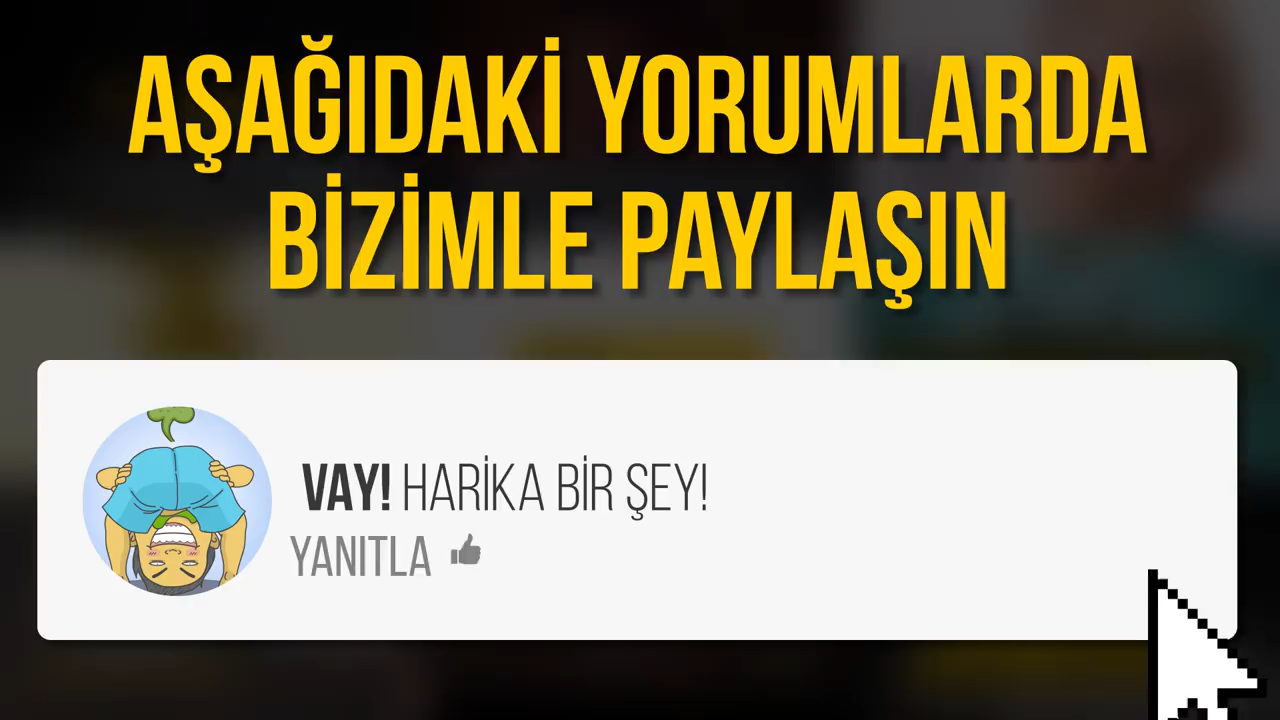 AŞAĞIDAKİ YORUMLARDA
BİZİMLE PAYLAŞIN
VAY! HARİKA BİR ŞEY!
YANITLA